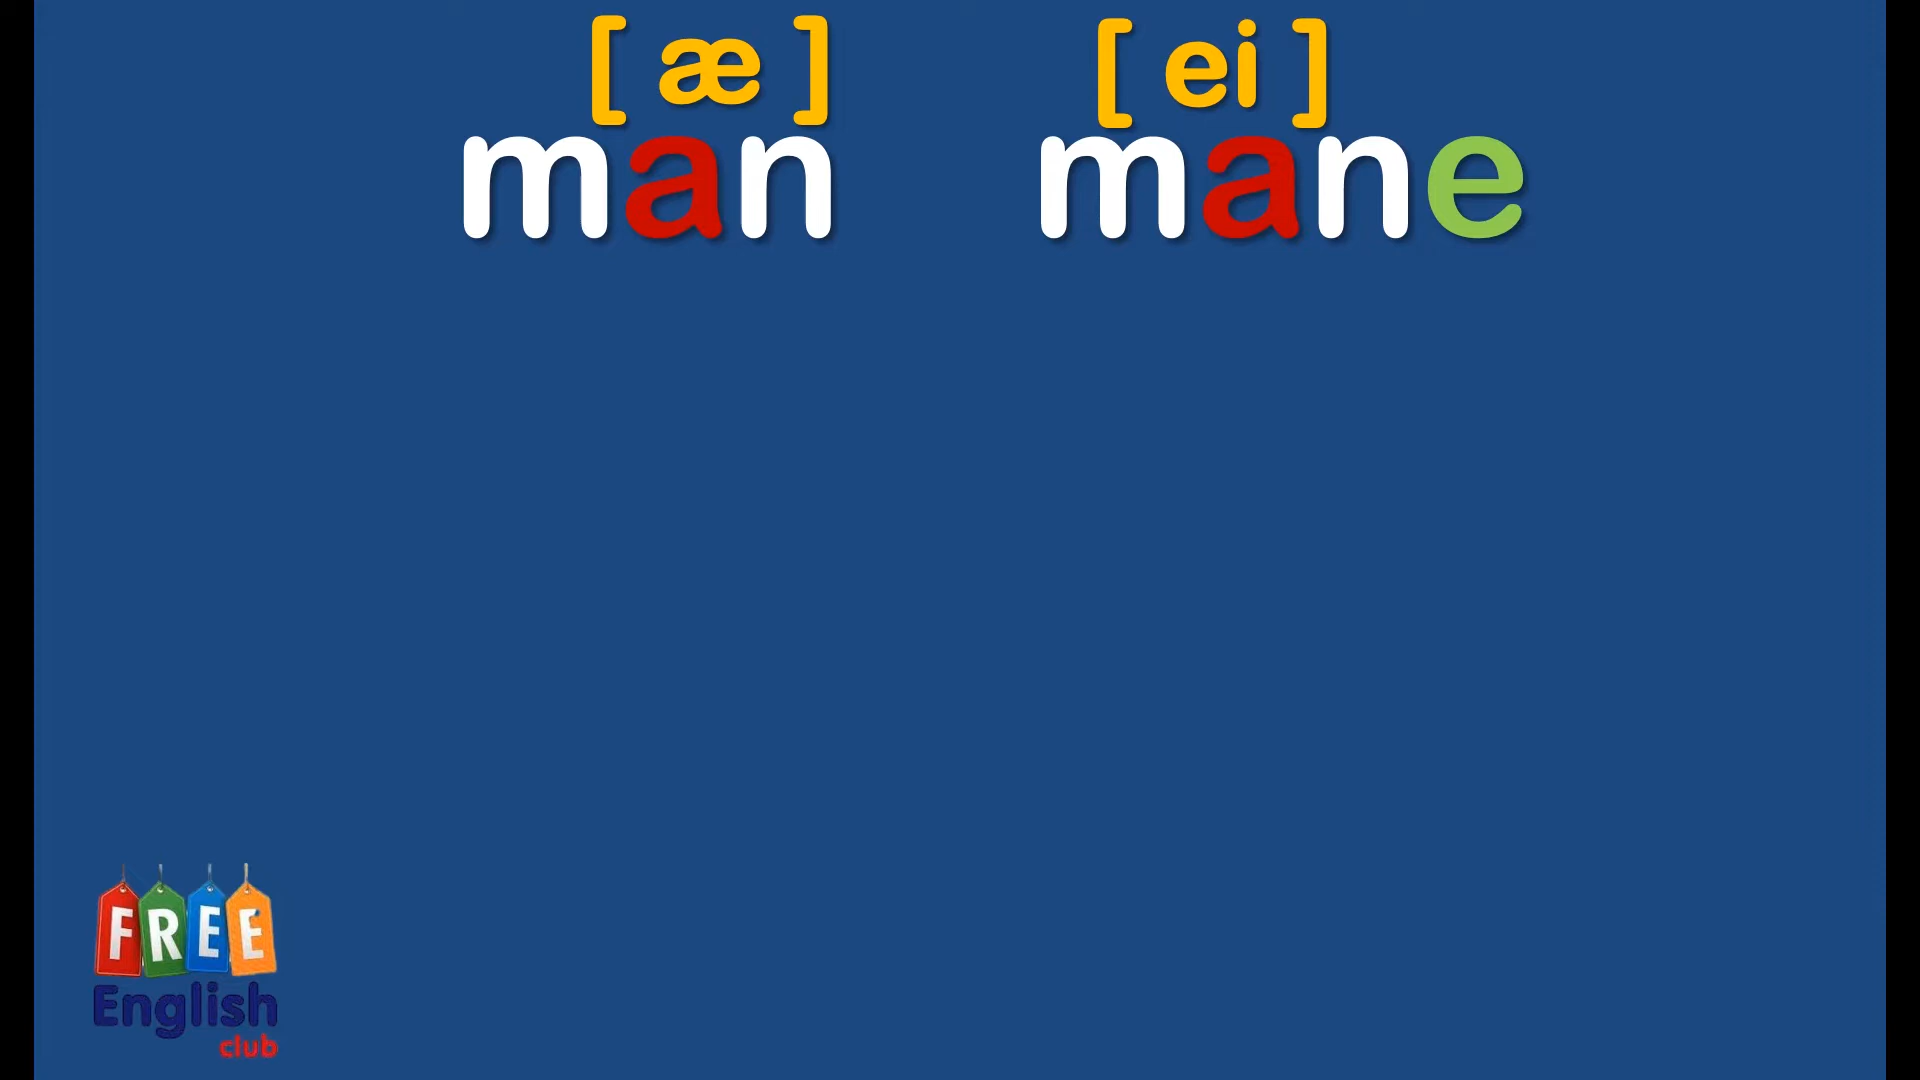 [ æ ] [ ei ]
man mane
FREE
English
club